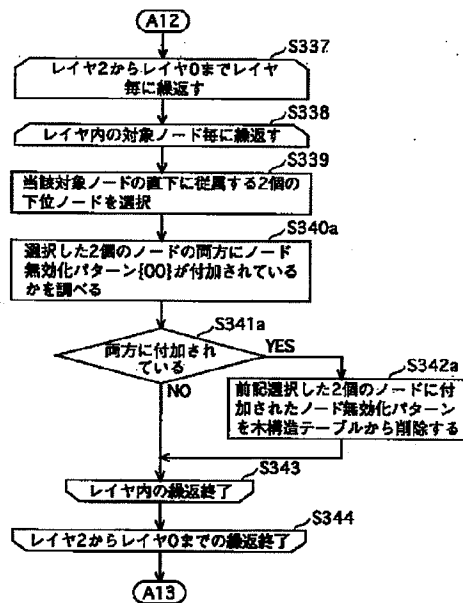 A12
S337
レイヤ2からレイヤ0までレイヤ
毎に繰返す
S338
レイヤ内の対象ノード毎に繰返す
S339
当該対象ノードの直下に従属する2個の
下位ノードを選択
S340a
選択した2個のノードの両方にノード
無効化パターン{00}が付加されている
かを調べる
S341a
両方に付加され
ている
YES
NO
S342a
前記選択した2個のノードに付
加されたノード無効化パターン
を木構造テーブルから削除する
S343
レイヤ内の繰返終了
S344
レイヤ2からレイヤ0までの繰返終了
A13